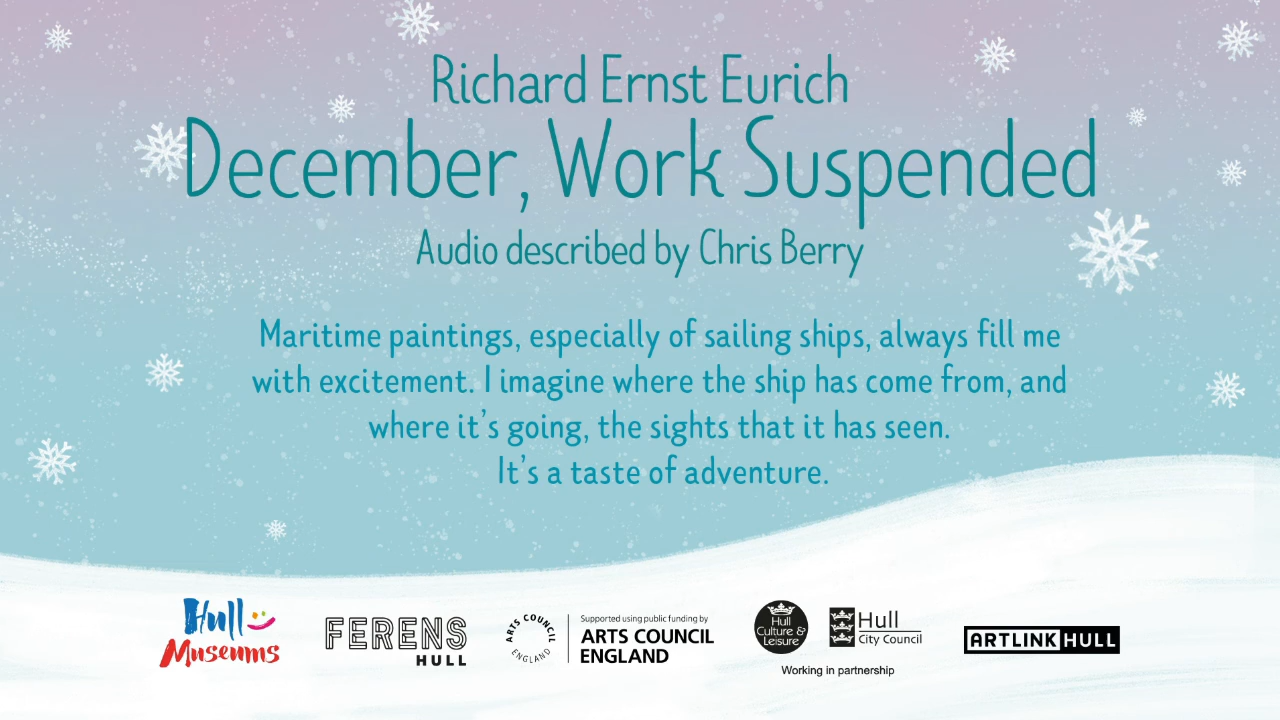 Richard Ernst Eurich
December, Work Suspended
Audio described by Chris Berry
Maritime paintings, especially of sailing ships, always fill me
with excitement. I imagine where the ship has come from, and
where it’s going, the sights that it has seen.
It’s a taste of adventure.
Hull
Museums
FERENS
HULL
ARTS COUNCIL
ENGLAND
Supported using public funding by
ARTS COUNCIL
ENGLAND
Hull
Culture &
Leisure
Hull
City Council
Working in partnership
ARTLINK HULL